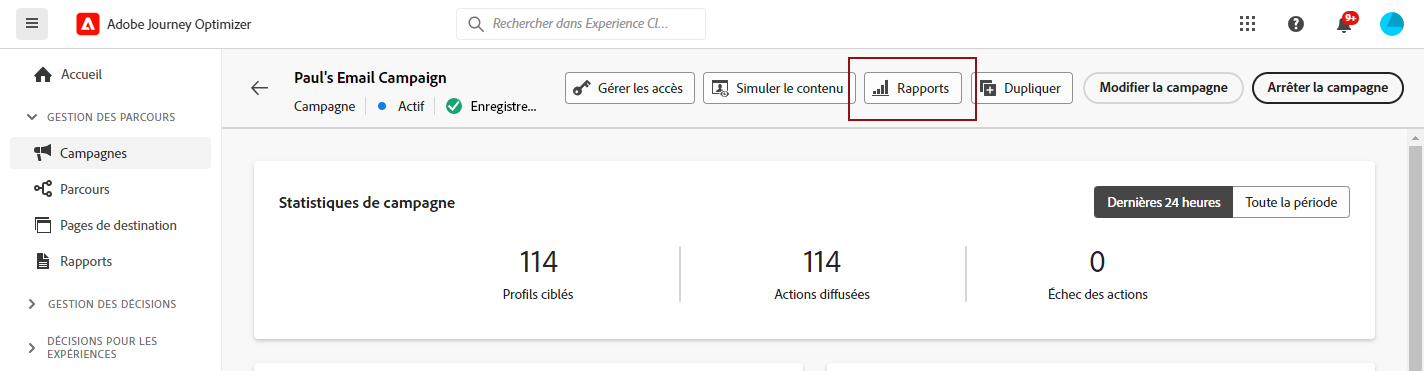 Adobe Journey Optimizer
Rechercher dans Experience Cl...
9+
Accueil
GESTION DES PARCOURS
Campagnes
Parcours
Pages de destination
Rapports
GESTION DES DÉCISIONS
DÉCISIONS POUR LES
EXPÉRIENCES
Paul's Email Campaign
Campagne Actif Enregistre...
Gérer les accès Simuler le contenu Rapports Dupliquer Modifier la campagne Arrêter la campagne
Statistiques de campagne
Dernières 24 heures Toute la période
114 114 0
Profils ciblés Actions diffusées Échec des actions